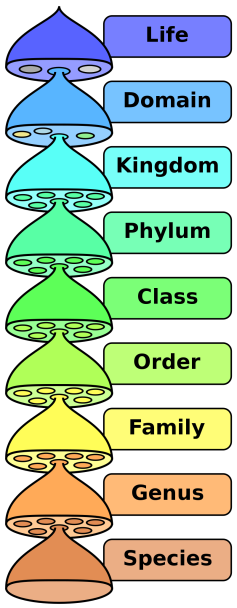 Life
Domain
Kingdom
Phylum
Class
Order
Family
Genus
Species